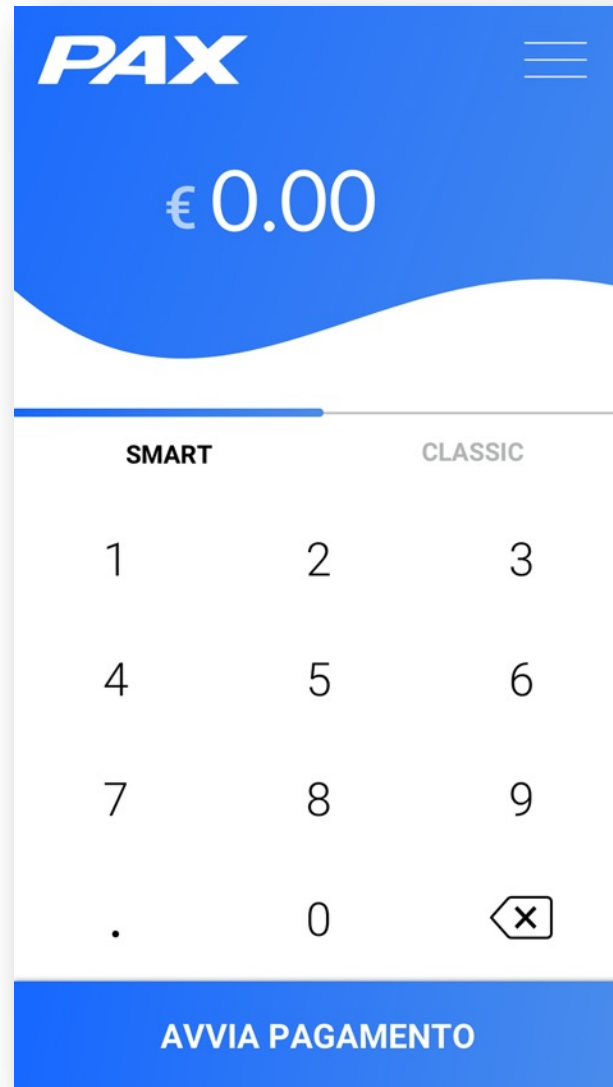 PAX
€ 0.00
SMART CLASSIC
1 2 3
4 5 6
7 8 9
. 0
AVVIA PAGAMENTO